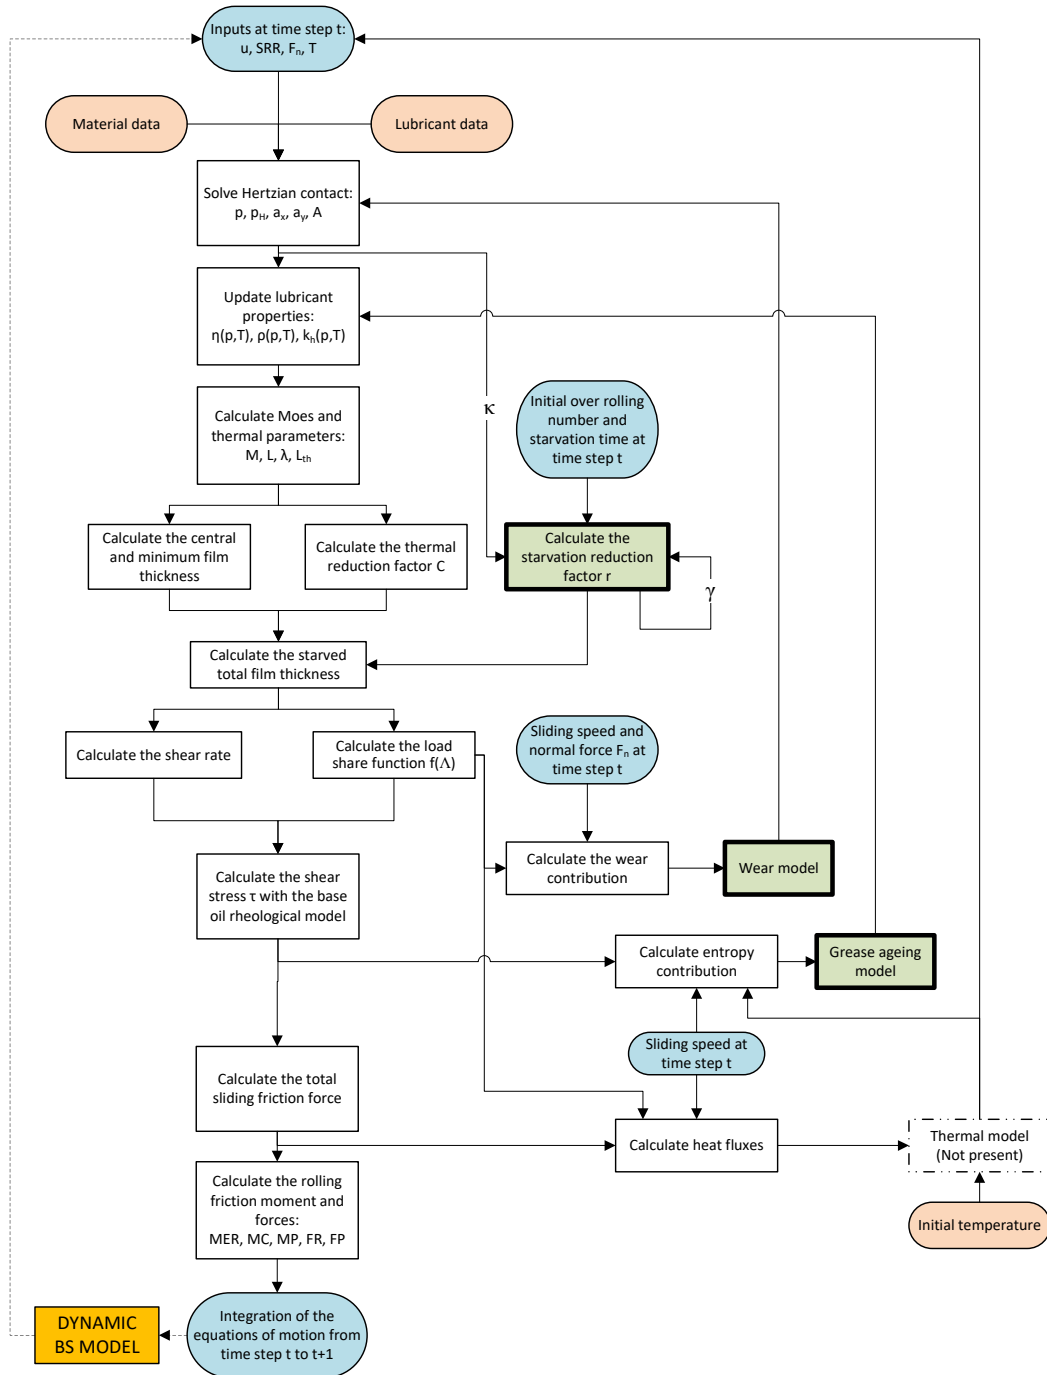 Inputs at time step t:
u, SRR, Fₙ, T
Material data
Lubricant data
Solve Hertzian contact:
p, p_H, aₓ, a_y, A
Update lubricant
properties:
η(p,T), ρ(p,T), kₕ(p,T)
Calculate Moes and
thermal parameters:
M, L, λ, Lₜₕ
κ
Initial over rolling
number and
starvation time at
time step t
Calculate the central
and minimum film
thickness
Calculate the thermal
reduction factor C
Calculate the
starvation reduction
factor r
γ
Calculate the starved
total film thickness
Calculate the shear rate
Calculate the load
share function f(Λ)
Sliding speed and
normal force Fₙ at
time step t
Calculate the wear
contribution
Wear model
Calculate the shear
stress τ with the base
oil rheological model
Calculate entropy
contribution
Grease ageing
model
Sliding speed at
time step t
Calculate the total
sliding friction force
Calculate heat fluxes
Thermal model
(Not present)
Calculate the rolling
friction moment and
forces:
MER, MC, MP, FR, FP
Initial temperature
Integration of the
equations of motion from
time step t to t+1
DYNAMIC
BS MODEL